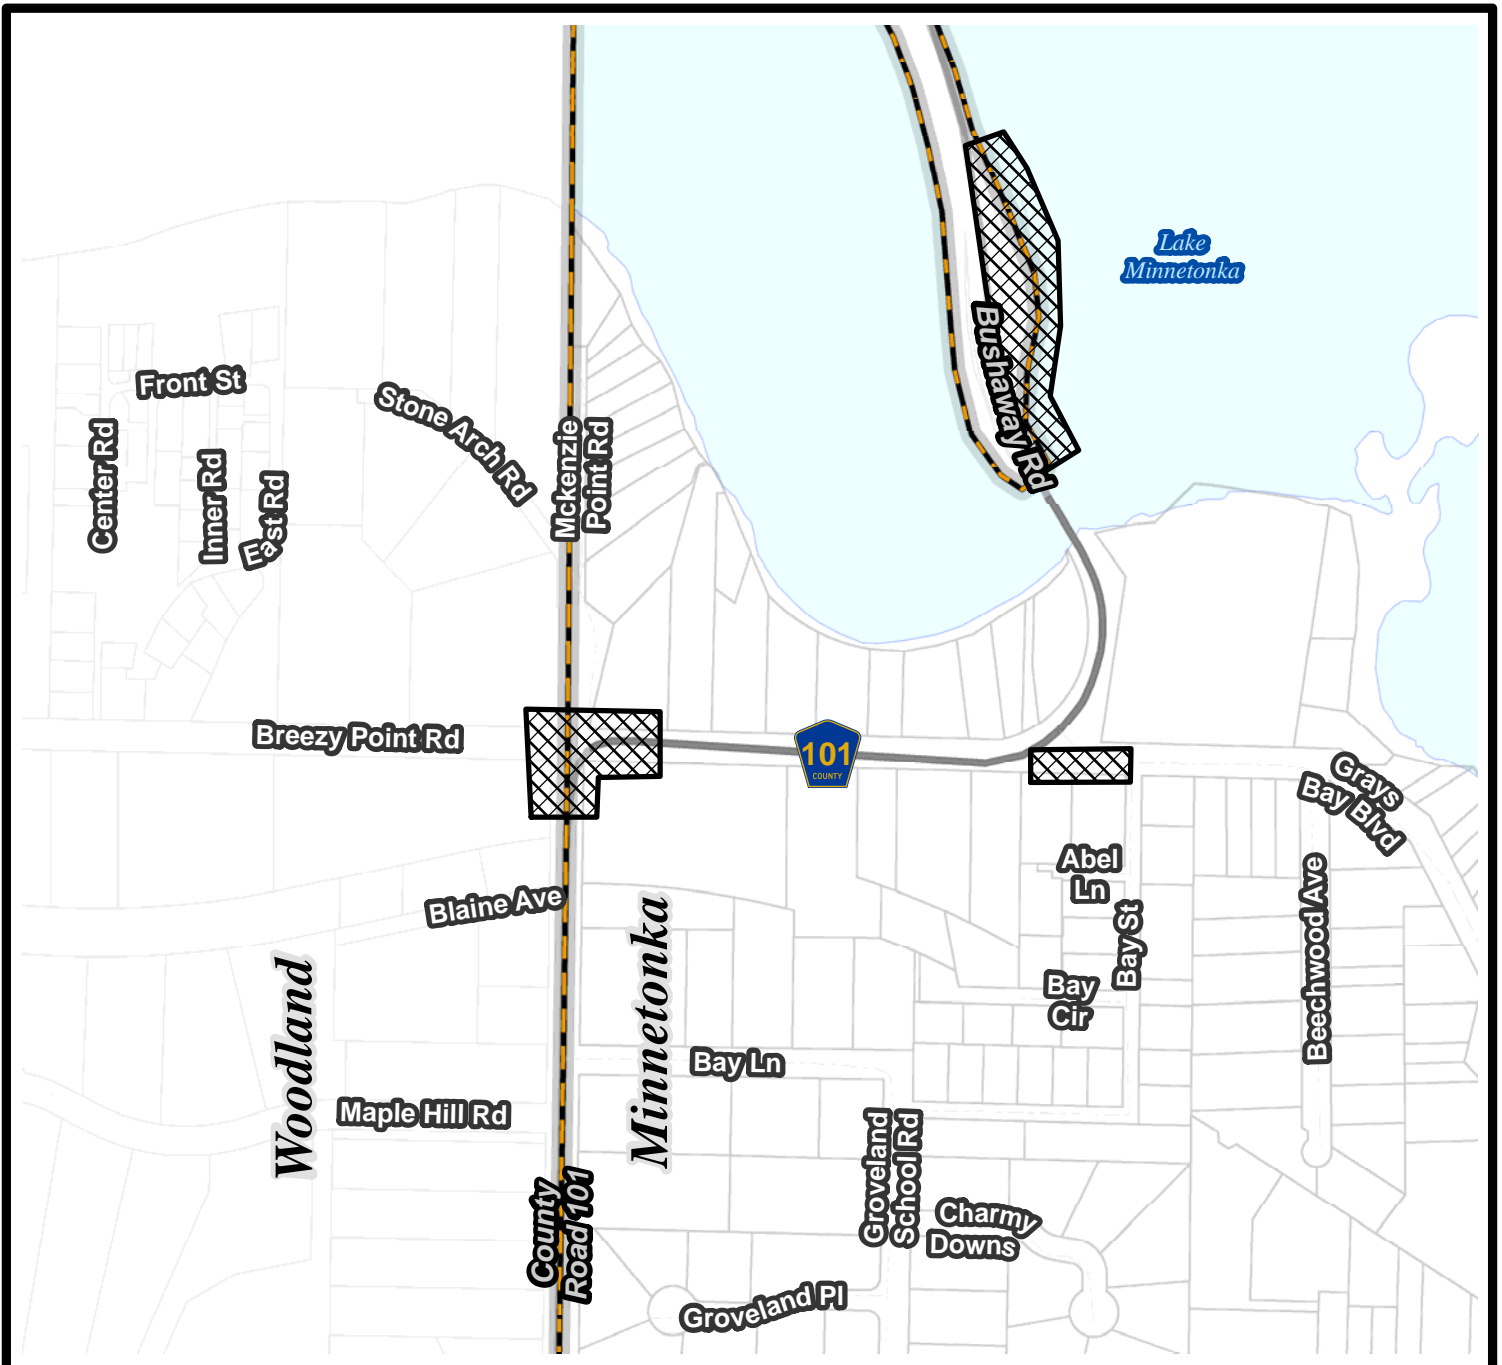 Lake
Minnetonka
Bushaway Rd
Front St
Stone Arch Rd
Mckenzie
Point Rd
Center Rd
Inner Rd
East Rd
Breezy Point Rd
101
COUNTY
Grays
Bay Blvd
Abel
Ln
Blaine Ave
Bay St
Beechwood Ave
Woodland
Minnetonka
Bay
Cir
Bay Ln
Maple Hill Rd
Groveland
School Rd
County
Road 101
Charmy
Downs
Groveland Pl